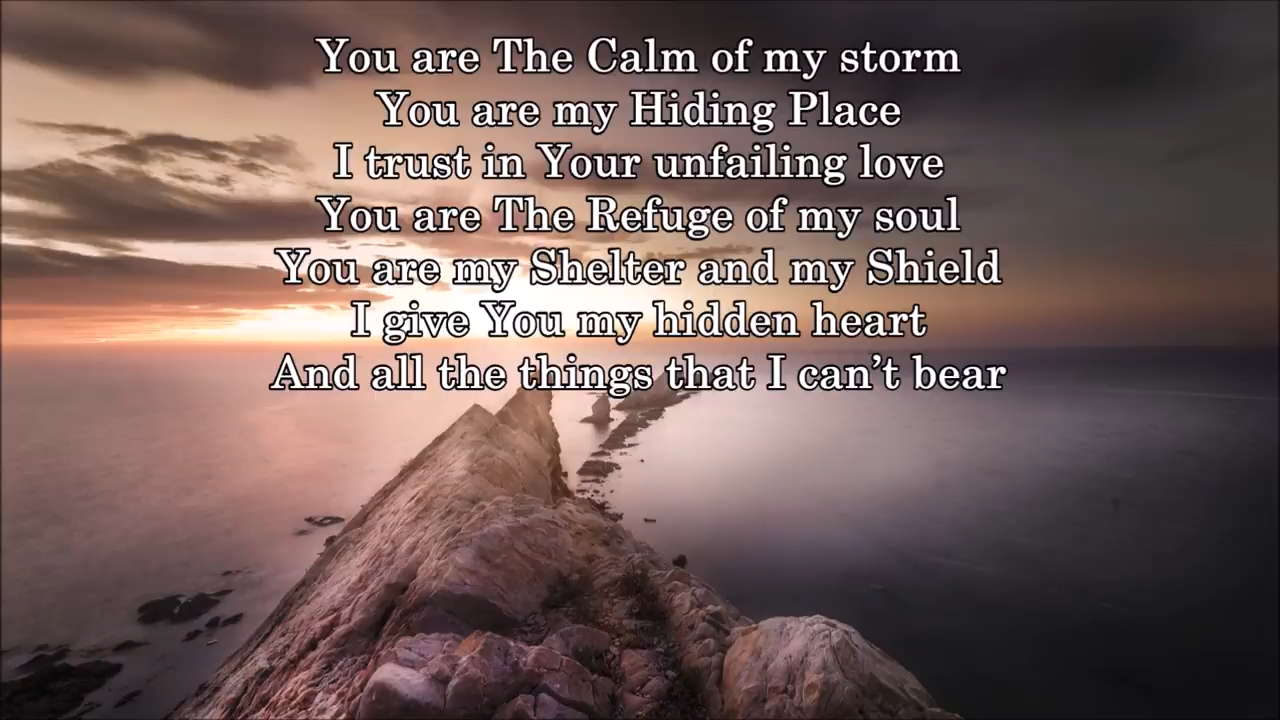 You are The Calm of my storm
You are my Hiding Place
I trust in Your unfailing love
You are The Refuge of my soul
You are my Shelter and my Shield
I give You my hidden heart
And all the things that I can’t bear